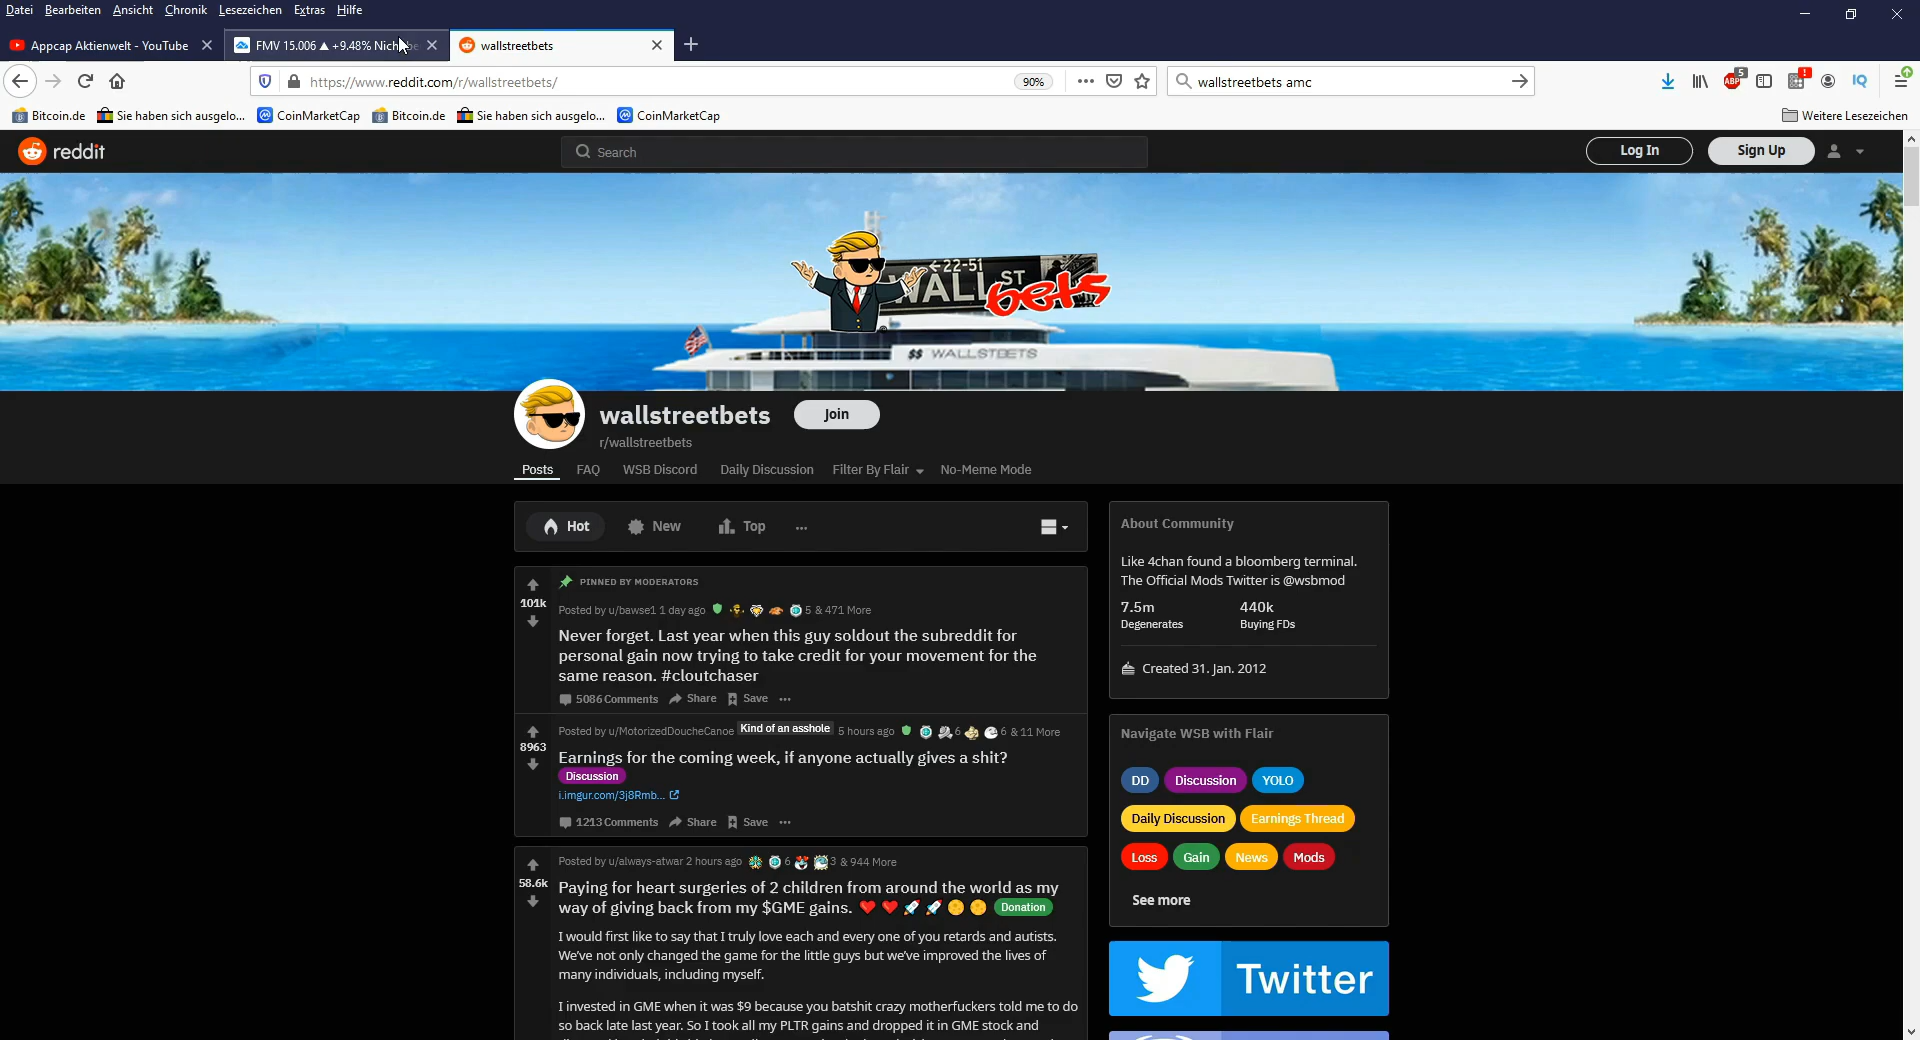 Datei Bearbeiten Ansicht Chronik Lesezeichen Extras Hilfe
Appcap Aktienwelt - YouTube
FMV 15.006 ▲ +9.48%
wallstreetbets
https://www.reddit.com/r/wallstreetbets/
90%
wallstreetbets amc
ABP
5
!
IQ
Bitcoin.de
Sie haben sich ausgelo...
CoinMarketCap
Bitcoin.de
Sie haben sich ausgelo...
CoinMarketCap
Weitere Lesezeichen
reddit
Search
Log In
Sign Up
←22-51
WALL ST
bets
$$ WALLSTBETS
wallstreetbets
Join
r/wallstreetbets
Posts FAQ WSB Discord Daily Discussion Filter By Flair No-Meme Mode
Hot New Top ...
PINNED BY MODERATORS
101k
Posted by u/bawse1 1 day ago 5 & 471 More
Never forget. Last year when this guy soldout the subreddit for
personal gain now trying to take credit for your movement for the
same reason. #cloutchaser
5086 Comments Share Save ...
8963
Posted by u/MotorizedDoucheCanoe Kind of an asshole 5 hours ago 6 6 & 11 More
Earnings for the coming week, if anyone actually gives a shit?
Discussion
i.imgur.com/3j8Rmb...
1213 Comments Share Save ...
58.6k
Posted by u/always-atwar 2 hours ago 6 3 & 944 More
Paying for heart surgeries of 2 children from around the world as my
way of giving back from my $GME gains. ❤️ ❤️ 🚀 🚀 🌕 🌕 Donation
I would first like to say that I truly love each and every one of you retards and autists.
We've not only changed the game for the little guys but we've improved the lives of
many individuals, including myself.
I invested in GME when it was $9 because you batshit crazy motherfuckers told me to do
so back late last year. So I took all my PLTR gains and dropped it in GME stock and
About Community
Like 4chan found a bloomberg terminal.
The Official Mods Twitter is @wsbmod
7.5m 440k
Degenerates Buying FDs
Created 31. Jan. 2012
Navigate WSB with Flair
DD Discussion YOLO
Daily Discussion Earnings Thread
Loss Gain News Mods
See more
Twitter